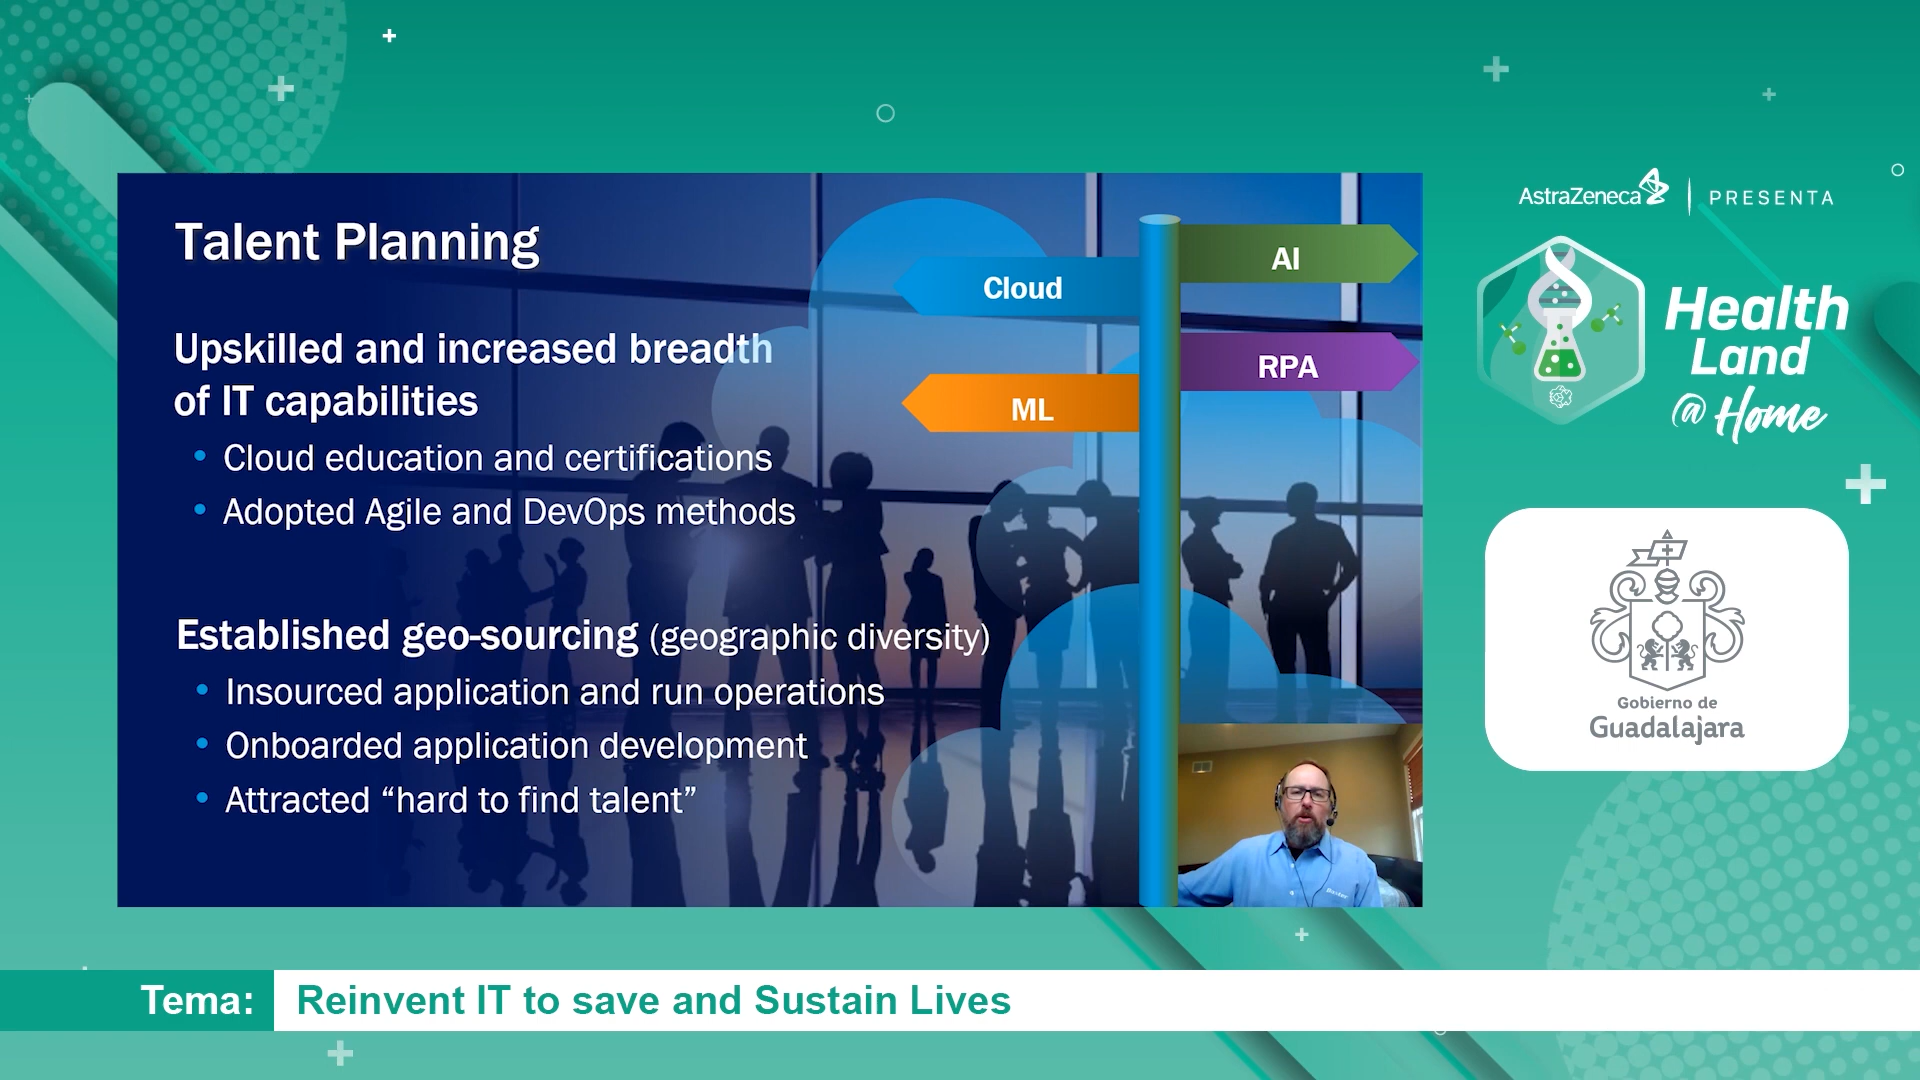 Talent Planning
Upskilled and increased breadth
of IT capabilities
• Cloud education and certifications
• Adopted Agile and DevOps methods
Established geo-sourcing (geographic diversity)
• Insourced application and run operations
• Onboarded application development
• Attracted “hard to find talent”
AI
Cloud
RPA
ML
AstraZeneca | PRESENTA
Health
Land
@ Home
Gobierno de
Guadalajara
Tema: Reinvent IT to save and Sustain Lives